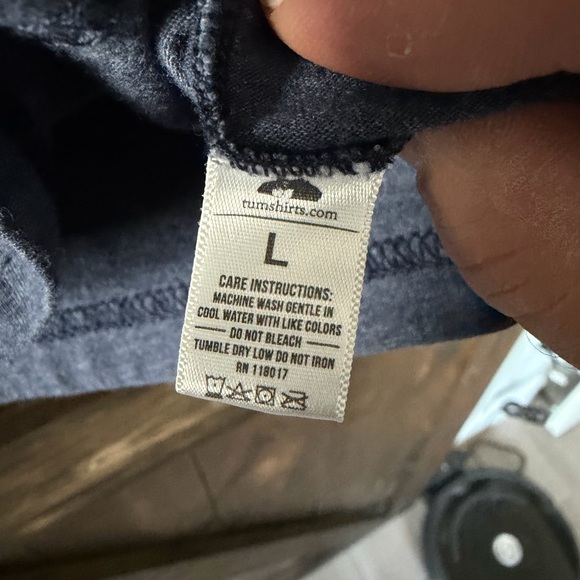 tumshirts.com
L
CARE INSTRUCTIONS:
MACHINE WASH GENTLE IN
COOL WATER WITH LIKE COLORS
DO NOT BLEACH
TUMBLE DRY LOW DO NOT IRON
RN 118017